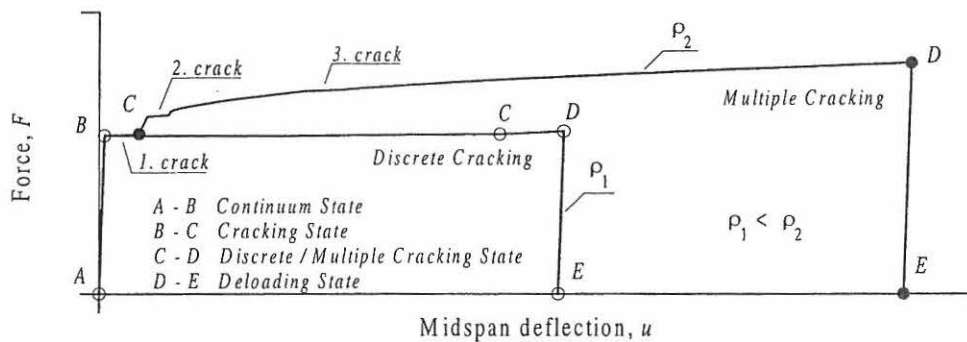 ρ2
D
3. crack
2. crack
C
Multiple Cracking
B
C
D
1. crack
Discrete Cracking
ρ1
Force, F
A - B Continuum State
B - C Cracking State
ρ1 < ρ2
C - D Discrete / Multiple Cracking State
A
D - E Deloading State
E
E
Midspan deflection, u